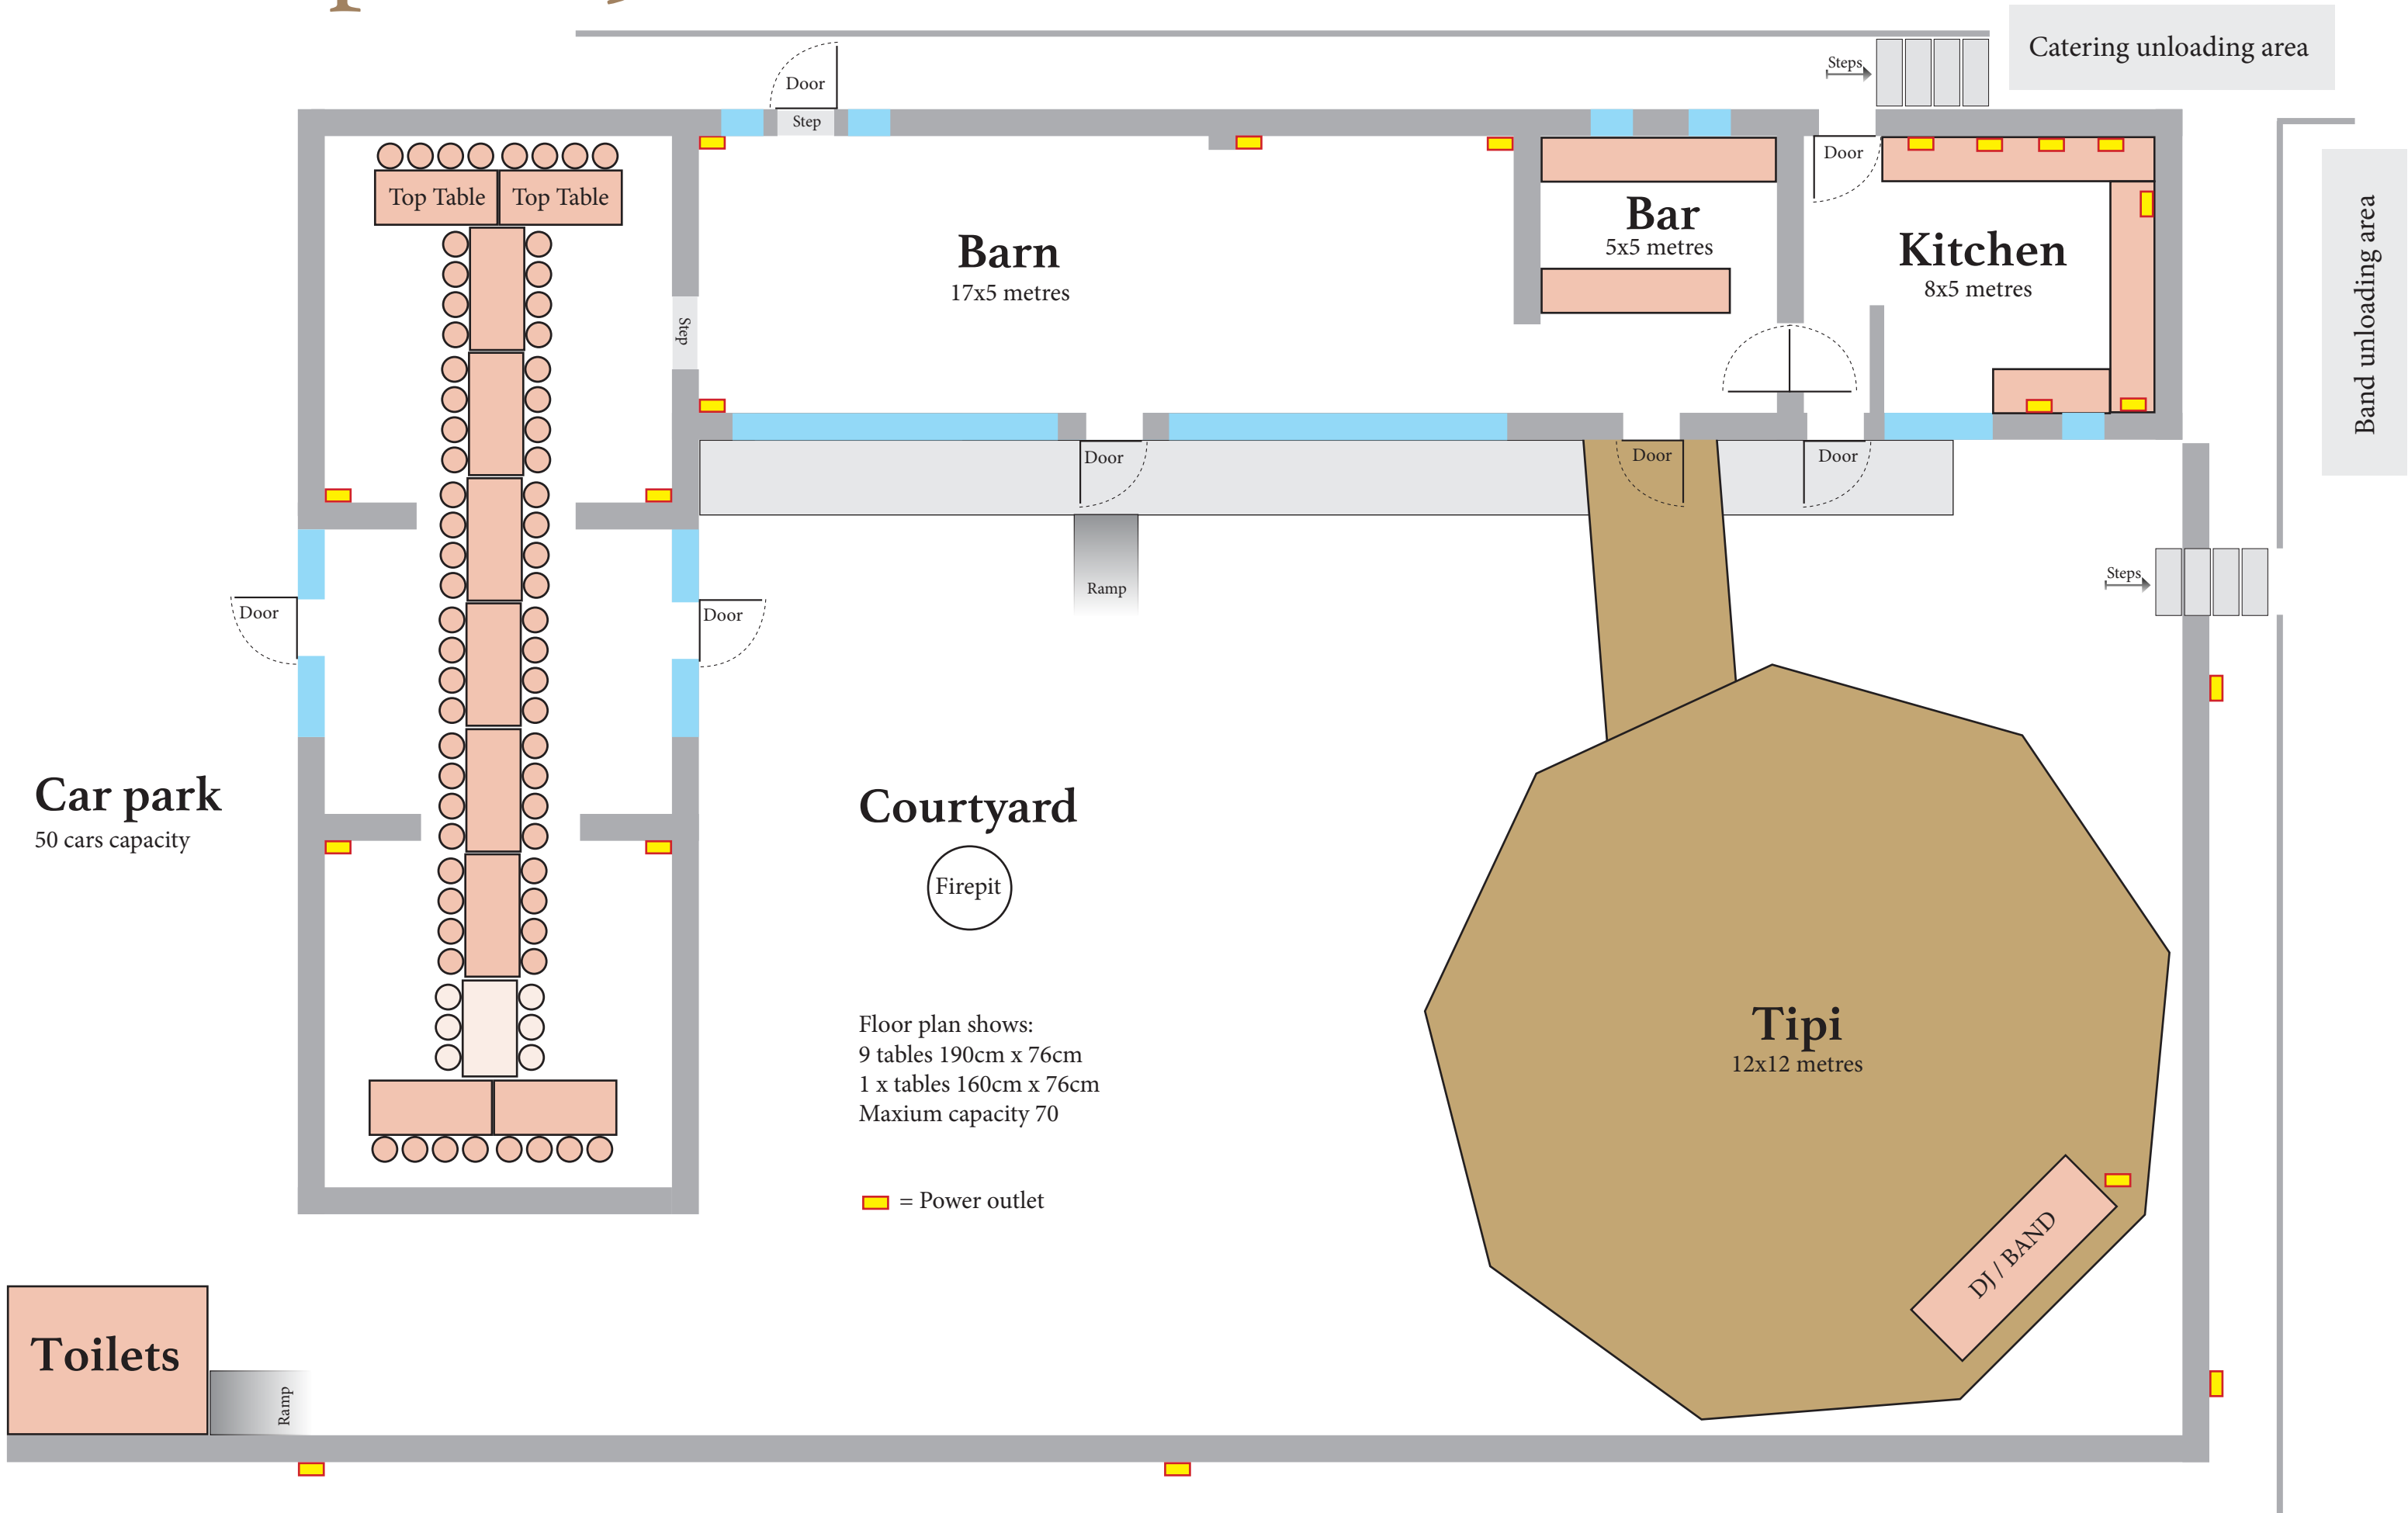 Catering unloading area
Steps
Door
Step
Door
Top Table Top Table
Barn
17x5 metres
Bar
5x5 metres
Kitchen
8x5 metres
Band unloading area
Step
Door
Door
Door
Ramp
Steps
Door
Door
Car park
50 cars capacity
Courtyard
Firepit
Floor plan shows:
9 tables 190cm x 76cm
1 x tables 160cm x 76cm
Maxium capacity 70
= Power outlet
Tipi
12x12 metres
DJ / BAND
Toilets
Ramp